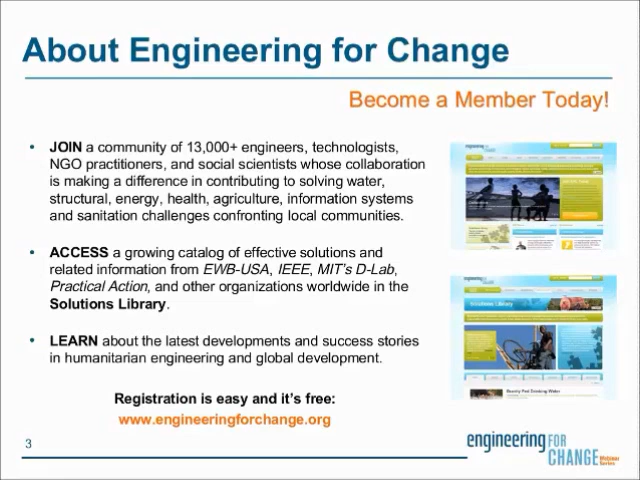 About Engineering for Change
Become a Member Today!
• JOIN a community of 13,000+ engineers, technologists,
NGO practitioners, and social scientists whose collaboration
is making a difference in contributing to solving water,
structural, energy, health, agriculture, information systems
and sanitation challenges confronting local communities.
• ACCESS a growing catalog of effective solutions and
related information from EWB-USA, IEEE, MIT's D-Lab,
Practical Action, and other organizations worldwide in the
Solutions Library.
• LEARN about the latest developments and success stories
in humanitarian engineering and global development.
Registration is easy and it's free:
www.engineeringforchange.org
engineering
CHANGE
Solutions Library
3
engineering FOR
CHANGE Webinar
Series